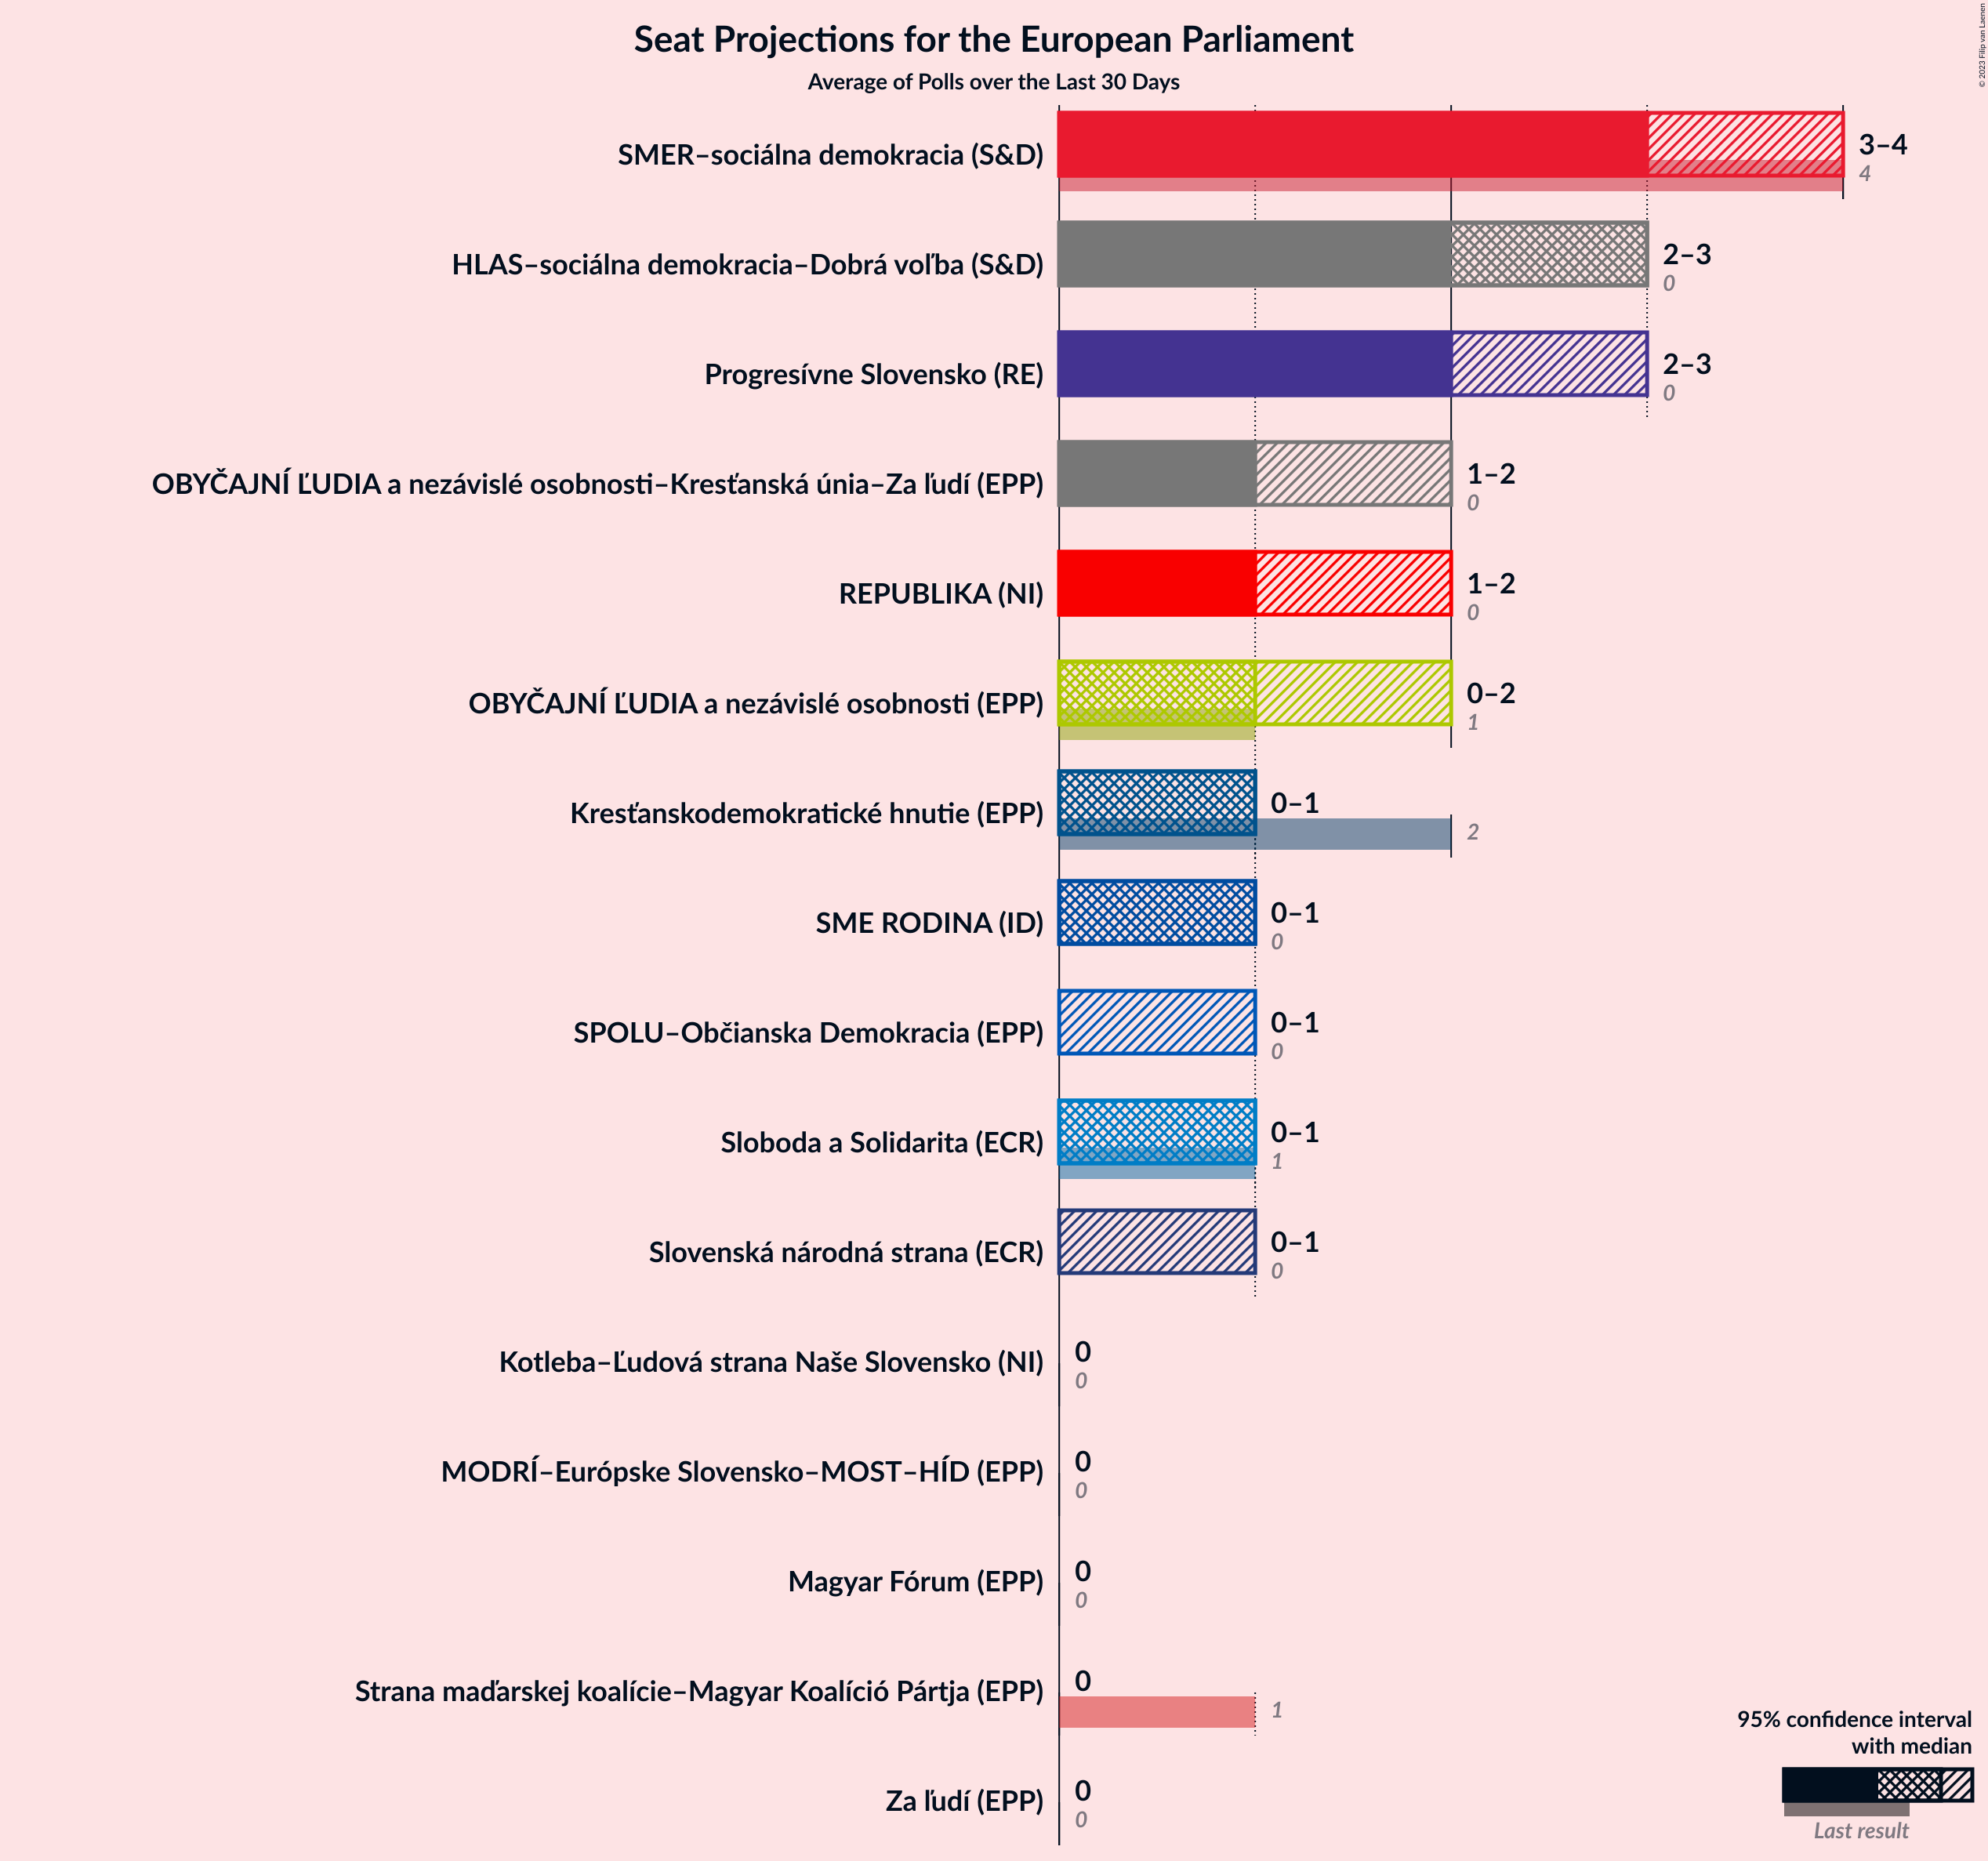 Seat Projections for the European Parliament
Average of Polls over the Last 30 Days
© 2023 Filip van Laenen
SMER–sociálna demokracia (S&D)
3–4
4
HLAS–sociálna demokracia–Dobrá voľba (S&D)
2–3
0
Progresívne Slovensko (RE)
2–3
0
OBYČAJNÍ ĽUDIA a nezávislé osobnosti–Kresťanská únia–Za ľudí (EPP)
1–2
0
REPUBLIKA (NI)
1–2
0
OBYČAJNÍ ĽUDIA a nezávislé osobnosti (EPP)
0–2
1
Kresťanskodemokratické hnutie (EPP)
0–1
2
SME RODINA (ID)
0–1
0
SPOLU–Občianska Demokracia (EPP)
0–1
0
Sloboda a Solidarita (ECR)
0–1
1
Slovenská národná strana (ECR)
0–1
0
Kotleba–Ľudová strana Naše Slovensko (NI)
0
0
MODRÍ–Európske Slovensko–MOST–HÍD (EPP)
0
0
Magyar Fórum (EPP)
0
0
Strana maďarskej koalície–Magyar Koalíció Pártja (EPP)
0
1
Za ľudí (EPP)
0
0
95% confidence interval
with median
Last result